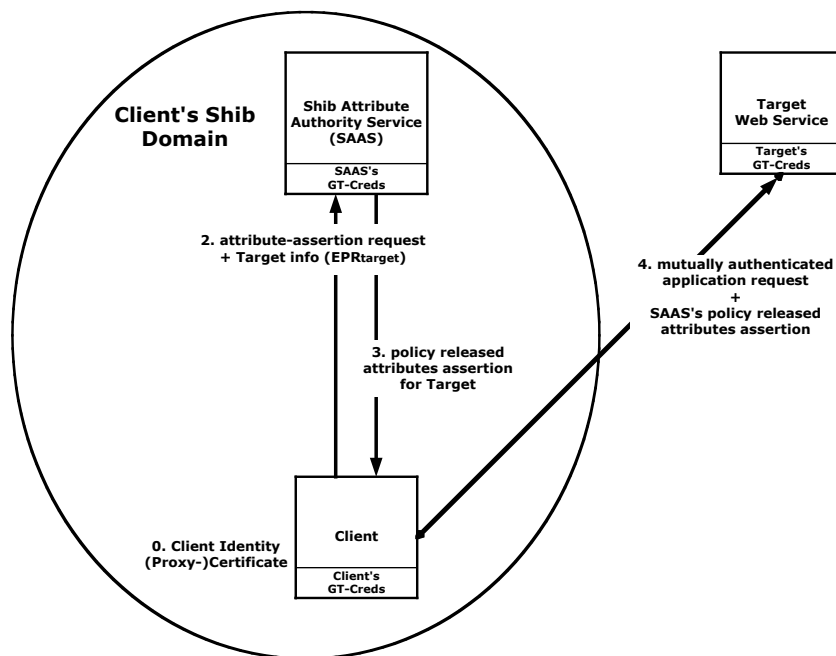 Client's Shib
Domain
Shib Attribute
Authority Service
(SAAS)
SAAS's
GT-Creds
Target
Web Service
Target's
GT-Creds
2. attribute-assertion request
+ Target info (EPRtarget)
3. policy released
attributes assertion
for Target
4. mutually authenticated
application request
+
SAAS's policy released
attributes assertion
0. Client Identity
(Proxy-)Certificate
Client
Client's
GT-Creds